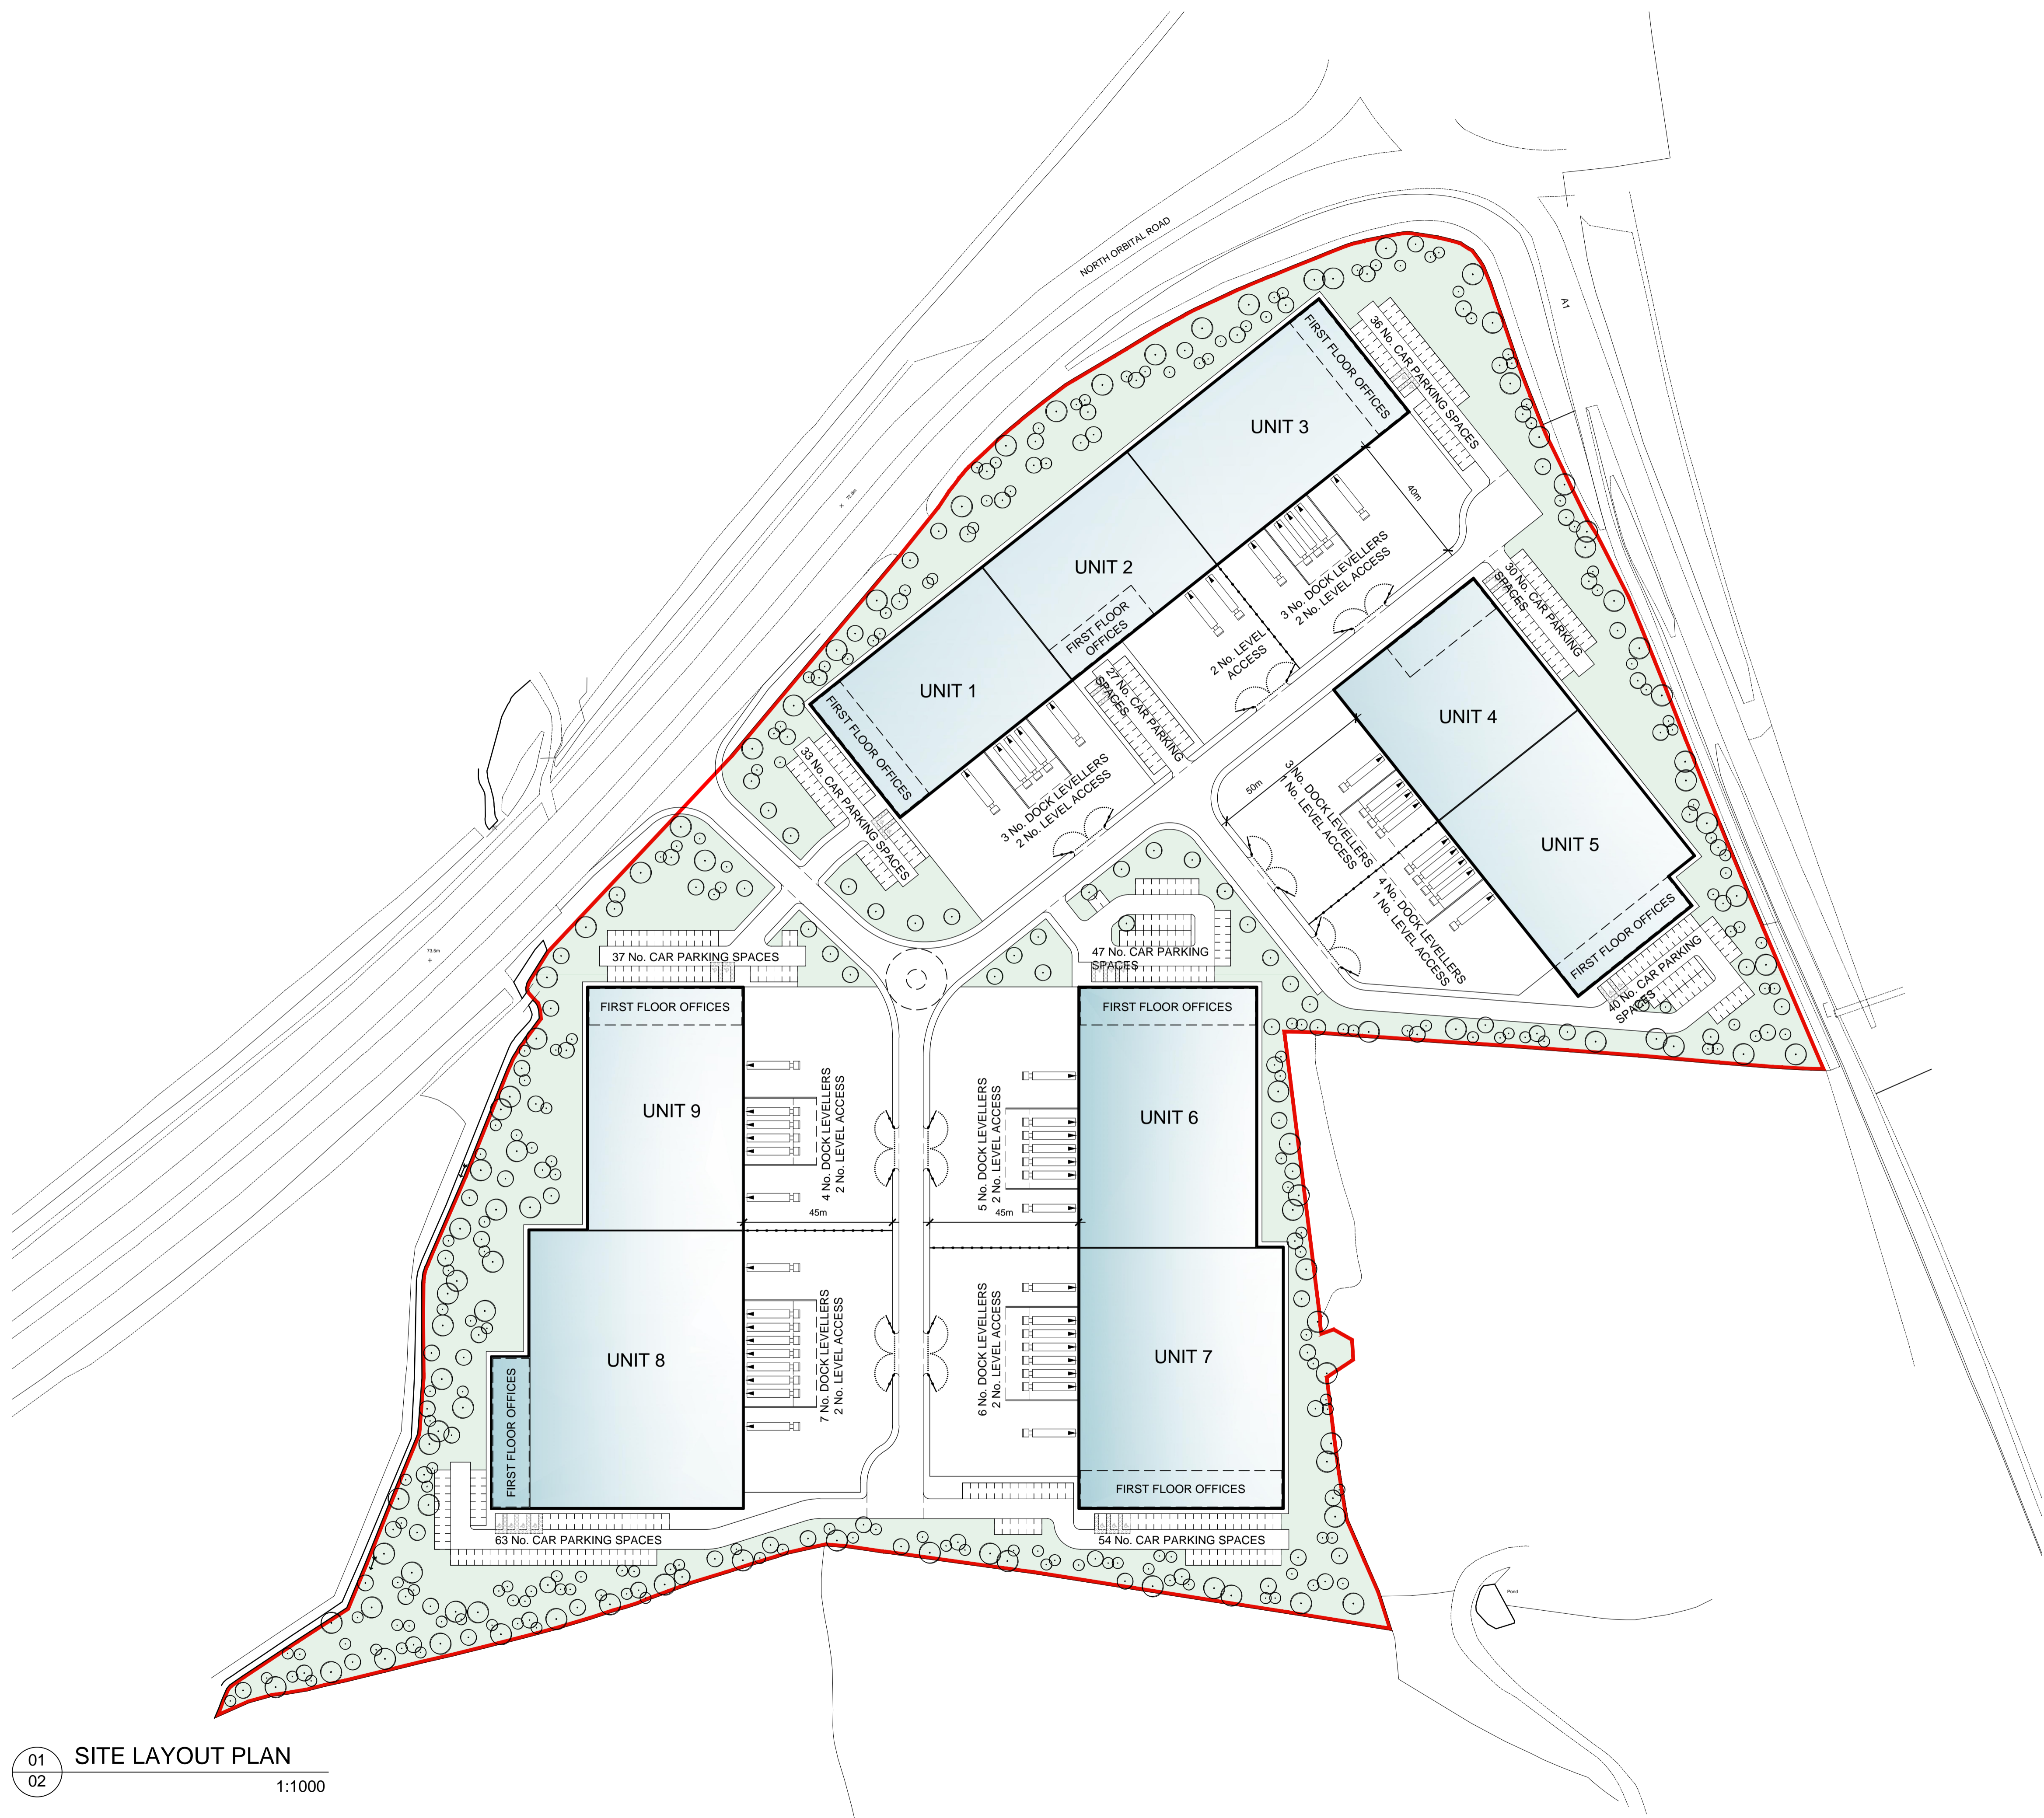 NORTH ORBITAL ROAD
A1
72.9m
73.5m
36 No. CAR PARKING SPACES
FIRST FLOOR OFFICES
UNIT 3
40m
3 No. DOCK LEVELLERS
2 No. LEVEL ACCESS
UNIT 2
FIRST FLOOR
OFFICES
2 No. LEVEL
ACCESS
27 No. CAR PARKING
SPACES
UNIT 1
FIRST FLOOR OFFICES
33 No. CAR PARKING SPACES
3 No. DOCK LEVELLERS
2 No. LEVEL ACCESS
30 No. CAR PARKING
SPACES
UNIT 4
50m
3 No. DOCK LEVELLERS
1 No. LEVEL ACCESS
UNIT 5
4 No. DOCK LEVELLERS
1 No. LEVEL ACCESS
FIRST FLOOR OFFICES
40 No. CAR PARKING
SPACES
37 No. CAR PARKING SPACES
FIRST FLOOR OFFICES
UNIT 9
4 No. DOCK LEVELLERS
2 No. LEVEL ACCESS
45m
47 No. CAR PARKING
SPACES
FIRST FLOOR OFFICES
UNIT 6
5 No. DOCK LEVELLERS
2 No. LEVEL ACCESS
45m
UNIT 8
FIRST FLOOR OFFICES
7 No. DOCK LEVELLERS
2 No. LEVEL ACCESS
63 No. CAR PARKING SPACES
UNIT 7
6 No. DOCK LEVELLERS
2 No. LEVEL ACCESS
FIRST FLOOR OFFICES
54 No. CAR PARKING SPACES
Pond
01
02
SITE LAYOUT PLAN
1:1000